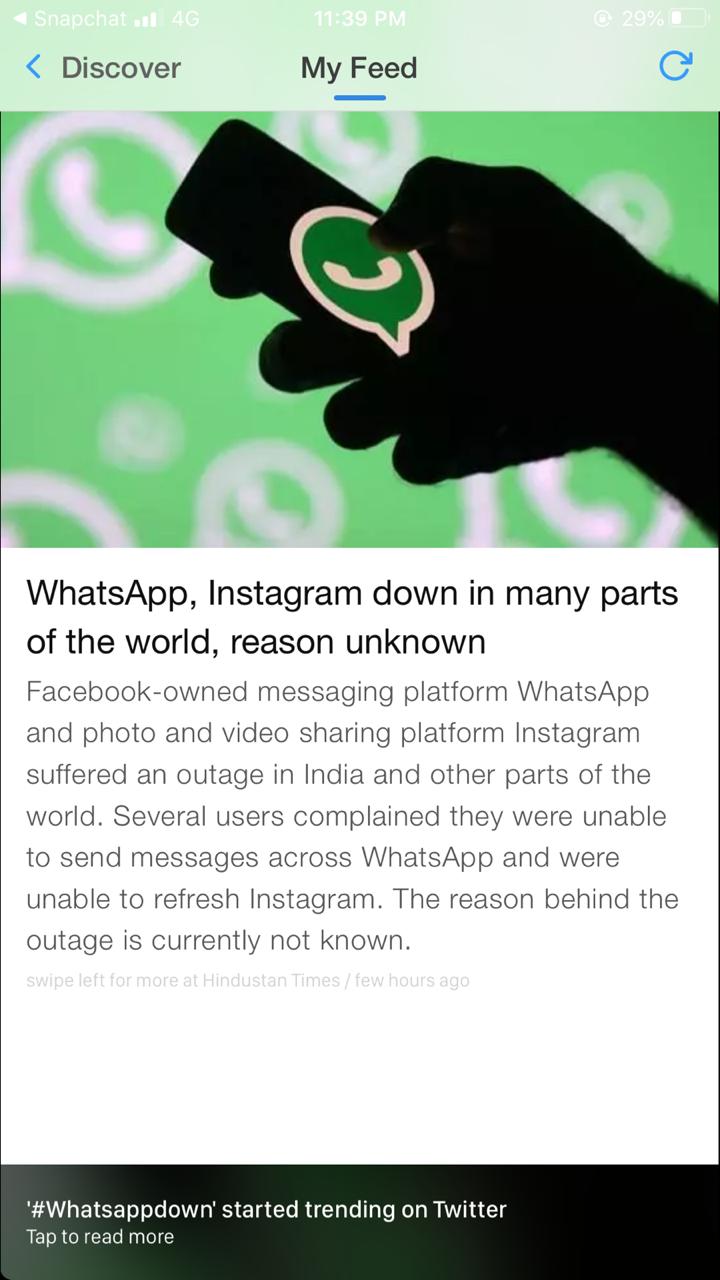 Snapchat 4G 11:39 PM 29%
Discover My Feed
WhatsApp, Instagram down in many parts
of the world, reason unknown
Facebook-owned messaging platform WhatsApp
and photo and video sharing platform Instagram
suffered an outage in India and other parts of the
world. Several users complained they were unable
to send messages across WhatsApp and were
unable to refresh Instagram. The reason behind the
outage is currently not known.
swipe left for more at Hindustan Times / few hours ago
'#Whatsappdown' started trending on Twitter
Tap to read more